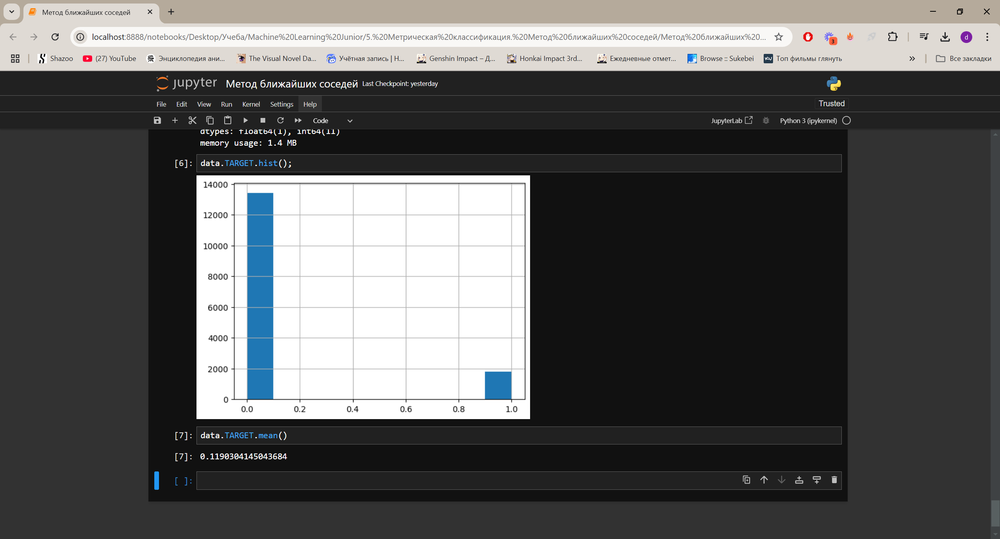 Метод ближайших соседей
localhost:8888/notebooks/Desktop/Учеба/Machine%20Learning%20Junior/5.%20Метрическая%20классификация.%20Метод%20ближайших%20соседей/Метод%20ближайших%20...
3
d
Shazoo
(27) YouTube
Энциклопедия ани...
The Visual Novel Da...
Учётная запись | H...
Genshin Impact – Д...
Honkai Impact 3rd...
Ежедневные отмет...
Browse :: Sukebei
KV
Топ фильмы глянуть
»
Все закладки
jupyter Метод ближайших соседей Last Checkpoint: yesterday
File Edit View Run Kernel Settings Help
Trusted
Code
JupyterLab
Python 3 (ipykernel)
dtypes: float64(1), int64(11)
memory usage: 1.4 MB
[6]: data.TARGET.hist();
14000
12000
10000
8000
6000
4000
2000
0
0.0 0.2 0.4 0.6 0.8 1.0
[7]: data.TARGET.mean()
[7]: 0.1190304145043684
[ ]: